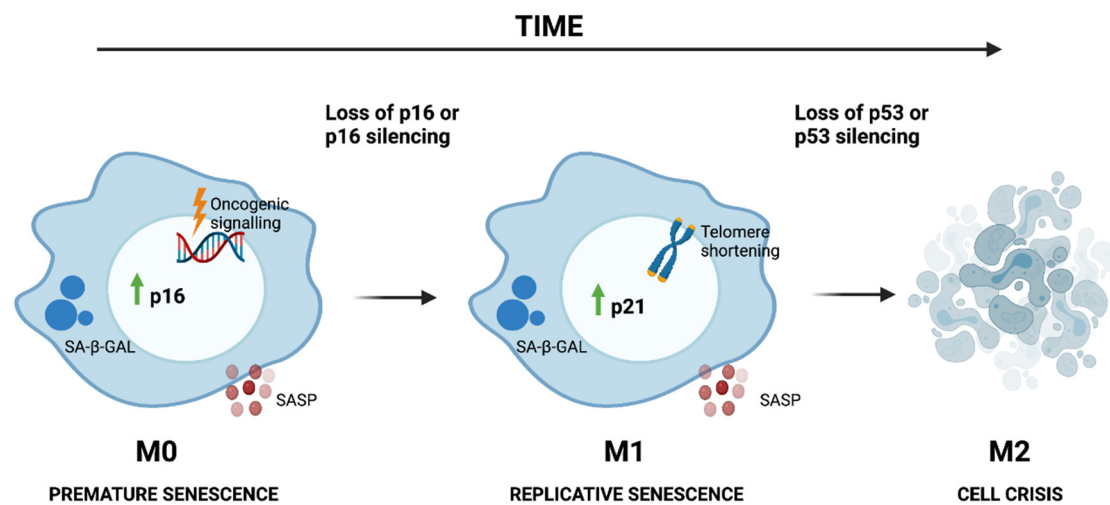 TIME
Loss of p16 or
p16 silencing
Loss of p53 or
p53 silencing
Oncogenic
signalling
p16
SA-β-GAL
SASP
Telomere
shortening
p21
SA-β-GAL
SASP
M0
M1
M2
PREMATURE SENESCENCE
REPLICATIVE SENESCENCE
CELL CRISIS